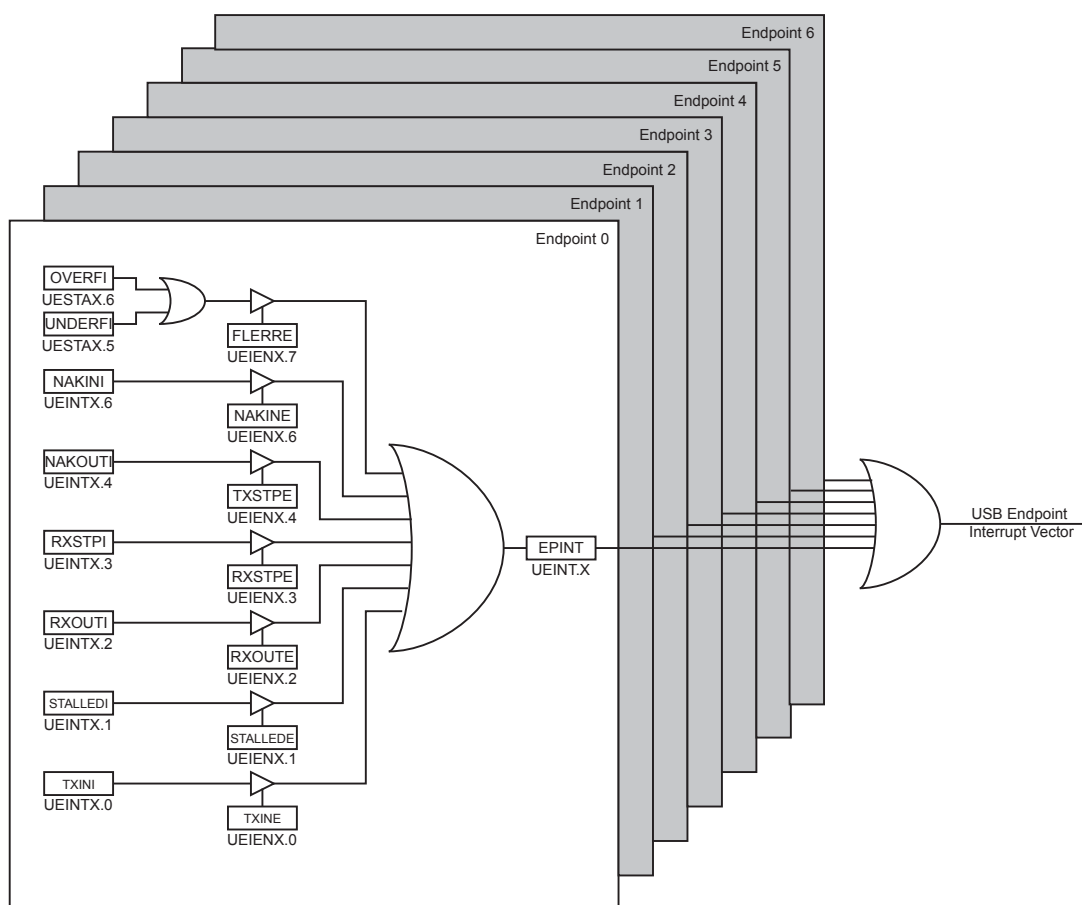 Endpoint 6
Endpoint 5
Endpoint 4
Endpoint 3
Endpoint 2
Endpoint 1
Endpoint 0
OVERFI
UESTAX.6
UNDERFI
UESTAX.5
FLERRE
UEIENX.7
NAKINI
UEINTX.6
NAKINE
UEIENX.6
NAKOUTI
UEINTX.4
TXSTPE
UEIENX.4
RXSTPI
UEINTX.3
RXSTPE
UEIENX.3
RXOUTI
UEINTX.2
RXOUTE
UEIENX.2
STALLEDI
UEINTX.1
STALLEDE
UEIENX.1
TXINI
UEINTX.0
TXINE
UEIENX.0
EPINT
UEINT.X
USB Endpoint
Interrupt Vector